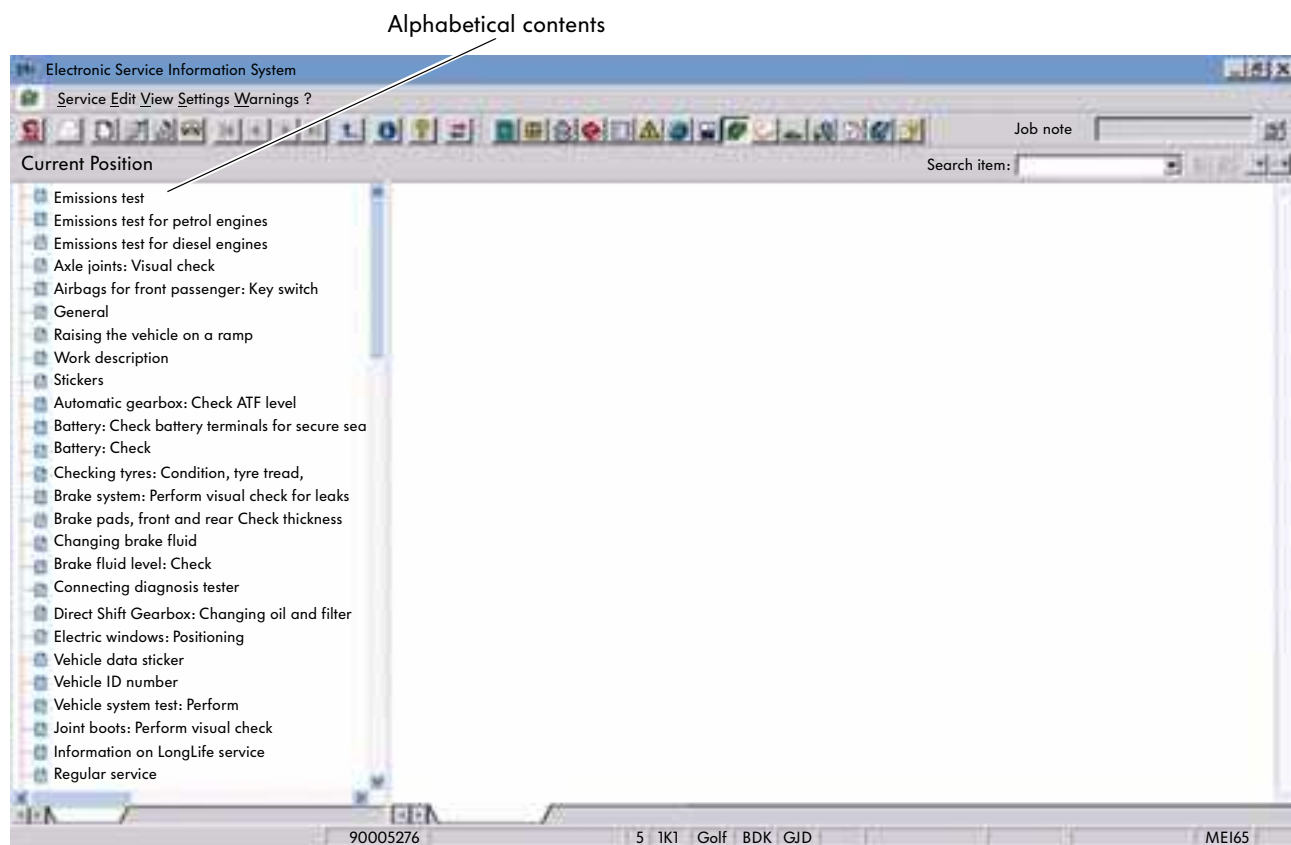 Alphabetical contents
Electronic Service Information System
Service Edit View Settings Warnings ?
Job note
Current Position
Search item:
Emissions test
Emissions test for petrol engines
Emissions test for diesel engines
Axle joints: Visual check
Airbags for front passenger: Key switch
General
Raising the vehicle on a ramp
Work description
Stickers
Automatic gearbox: Check ATF level
Battery: Check battery terminals for secure sea
Battery: Check
Checking tyres: Condition, tyre tread,
Brake system: Perform visual check for leaks
Brake pads, front and rear Check thickness
Changing brake fluid
Brake fluid level: Check
Connecting diagnosis tester
Direct Shift Gearbox: Changing oil and filter
Electric windows: Positioning
Vehicle data sticker
Vehicle ID number
Vehicle system test: Perform
Joint boots: Perform visual check
Information on LongLife service
Regular service
90005276 5 1K1 Golf BDK GJD MEI65